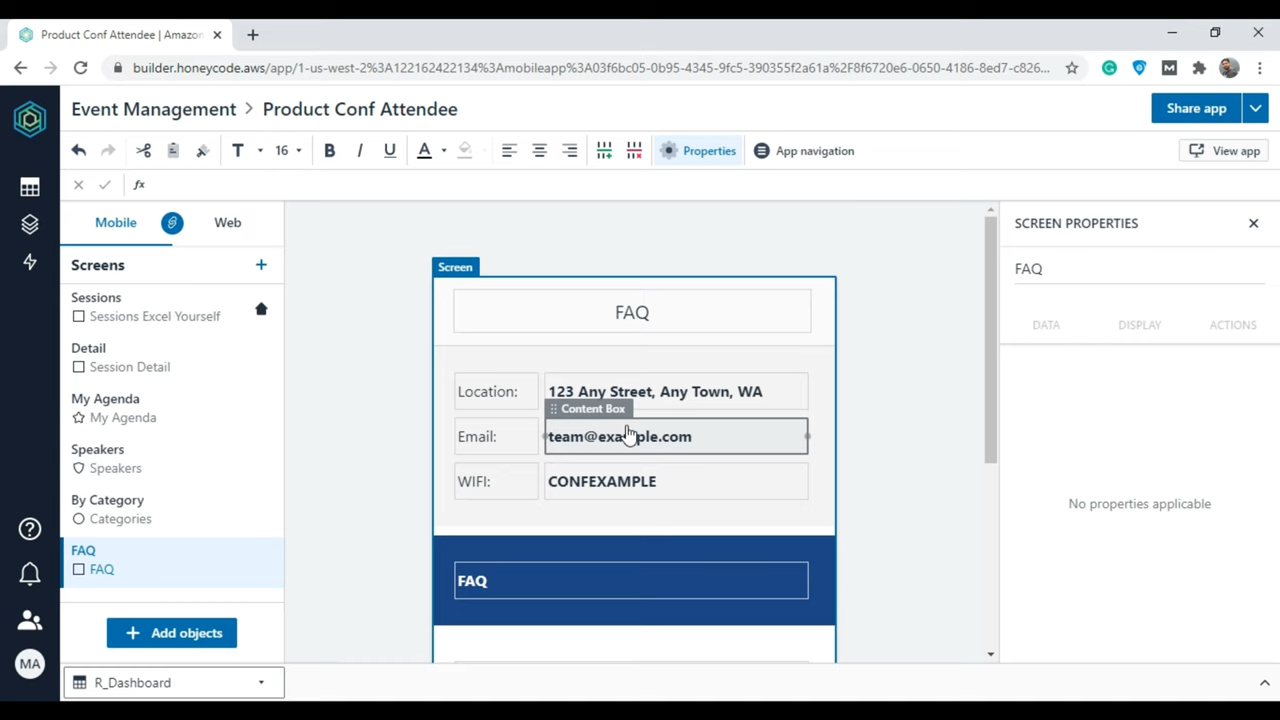 Product Conf Attendee | Amazon
builder.honeycode.aws/app/1-us-west-2%3A122162422134%3Amobileapp%3A03f6bc05-0b95-4345-9fc5-390355f2a61a%2F8f6720e6-0650-4186-8ed7-c826...
Event Management > Product Conf Attendee
Share app
T 16 B I U A
Properties
App navigation
View app
fx
Mobile
Web
SCREEN PROPERTIES
Screens +
Screen
FAQ
Sessions
Sessions Excel Yourself
FAQ
DATA DISPLAY ACTIONS
Detail
Session Detail
Location: 123 Any Street, Any Town, WA
My Agenda
My Agenda
Content Box
Email: team@example.com
Speakers
Speakers
WIFI: CONFEXAMPLE
No properties applicable
By Category
Categories
FAQ
FAQ
FAQ
+ Add objects
MA
R_Dashboard